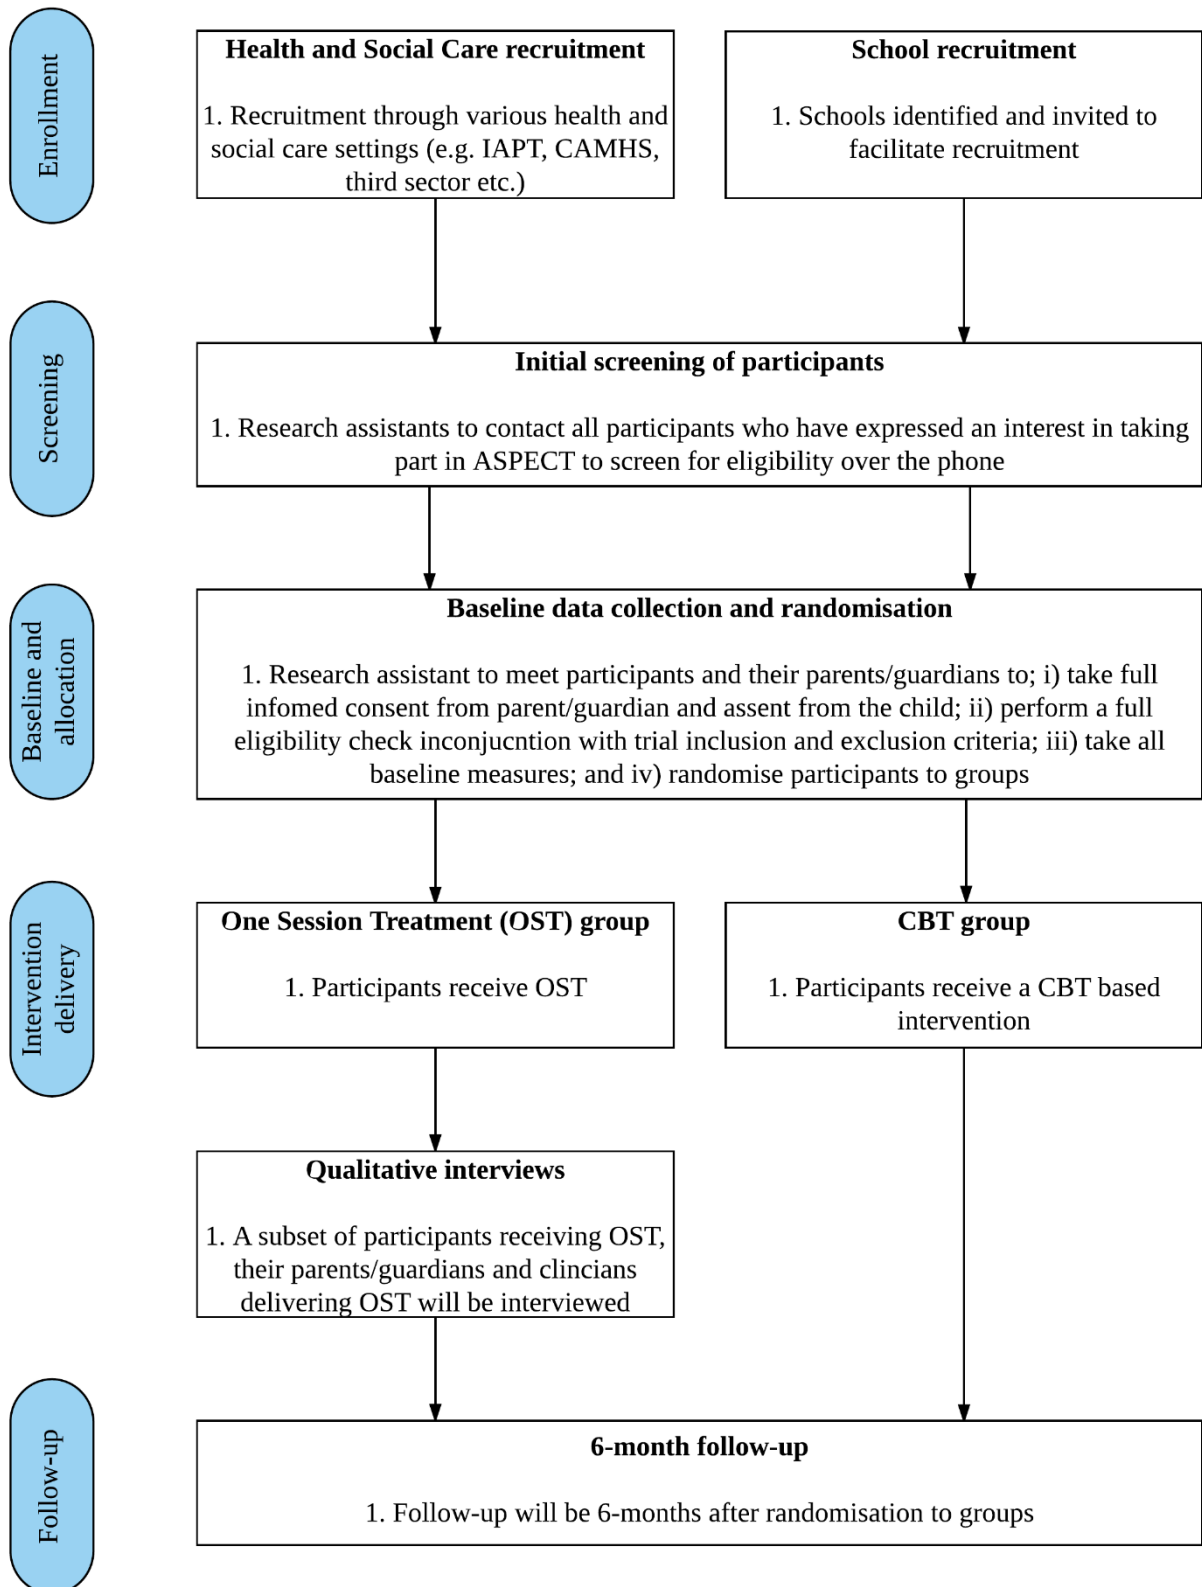 Enrollment
Health and Social Care recruitment
1. Recruitment through various health and
social care settings (e.g. IAPT, CAMHS,
third sector etc.)
School recruitment
1. Schools identified and invited to
facilitate recruitment
Screening
Initial screening of participants
1. Research assistants to contact all participants who have expressed an interest in taking
part in ASPECT to screen for eligibility over the phone
Baseline and
allocation
Baseline data collection and randomisation
1. Research assistant to meet participants and their parents/guardians to; i) take full
infomed consent from parent/guardian and assent from the child; ii) perform a full
eligibility check inconjucntion with trial inclusion and exclusion criteria; iii) take all
baseline measures; and iv) randomise participants to groups
Intervention
delivery
One Session Treatment (OST) group
1. Participants receive OST
CBT group
1. Participants receive a CBT based
intervention
Qualitative interviews
1. A subset of participants receiving OST,
their parents/guardians and clincians
delivering OST will be interviewed
Follow-up
6-month follow-up
1. Follow-up will be 6-months after randomisation to groups